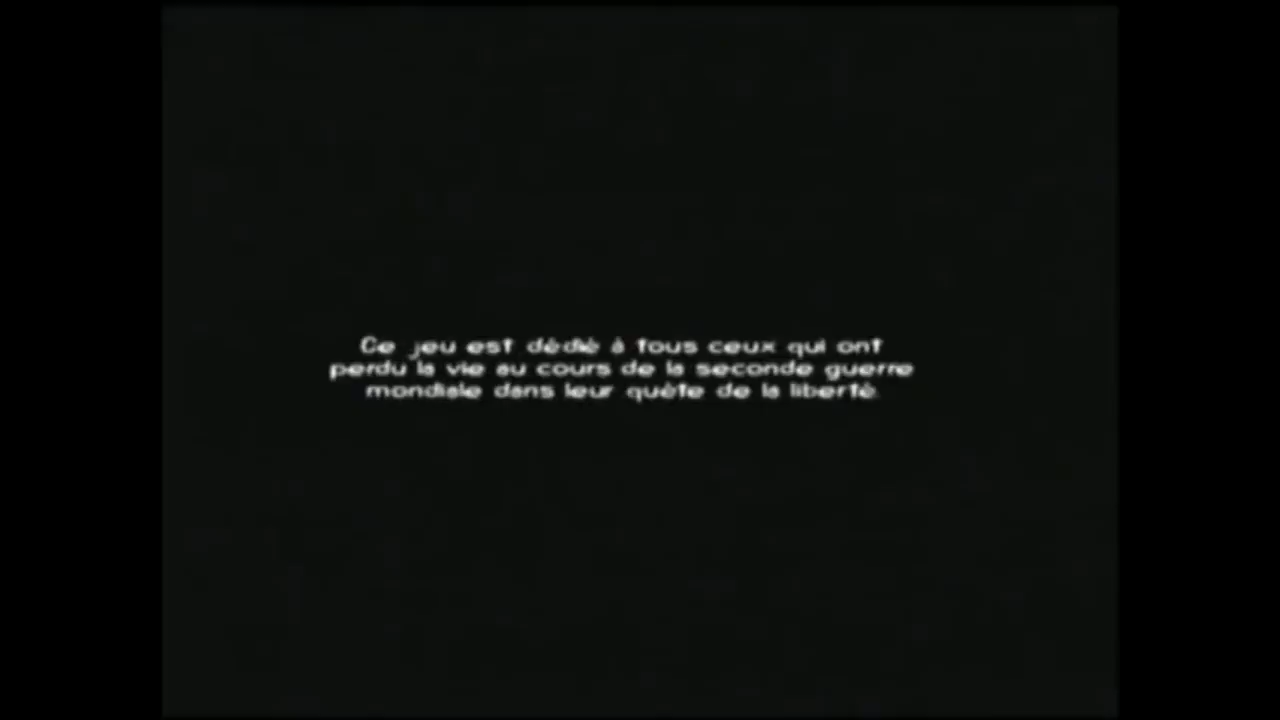 Ce jeu est dédié à tous ceux qui ont
perdu la vie au cours de la seconde guerre
mondiale dans leur quête de la liberté.